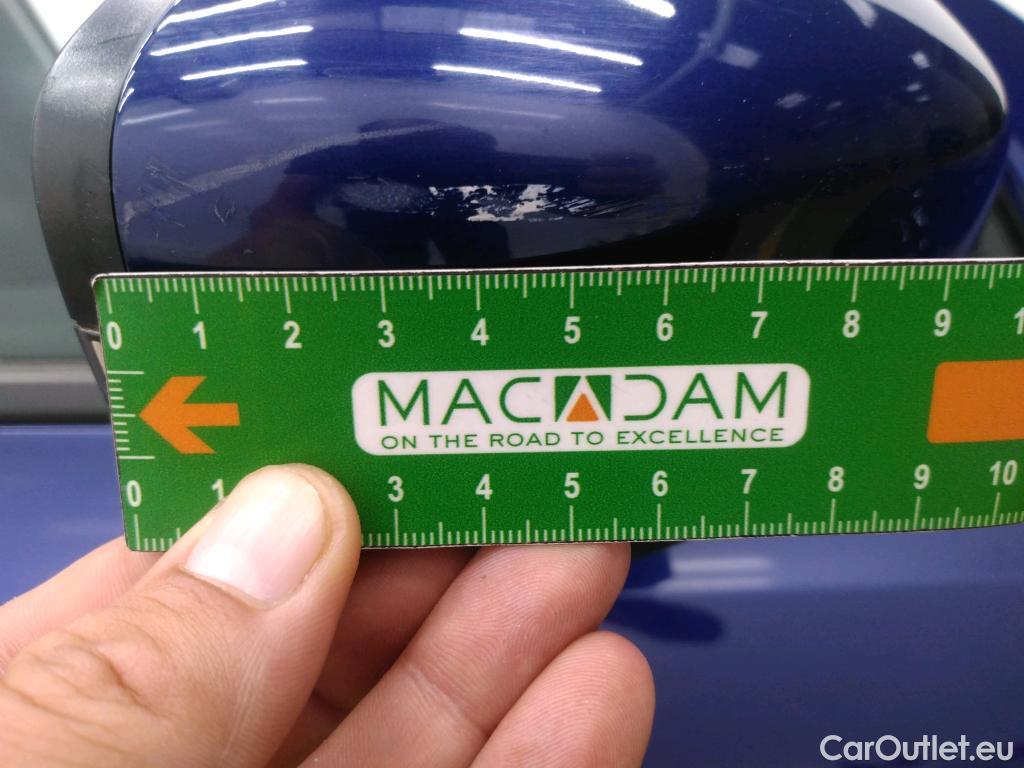 0 1 2 3 4 5 6 7 8 9 1
MACADAM
ON THE ROAD TO EXCELLENCE
0 1 3 4 5 6 7 8 9 10
CarOutlet.eu